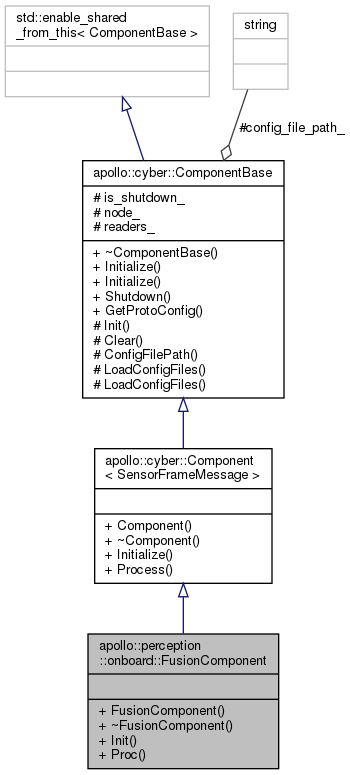 std::enable_shared
_from_this< ComponentBase >
string
#config_file_path_
apollo::cyber::ComponentBase
# is_shutdown_
# node_
# readers_
+ ~ComponentBase()
+ Initialize()
+ Initialize()
+ Shutdown()
+ GetProtoConfig()
# Init()
# Clear()
# ConfigFilePath()
# LoadConfigFiles()
# LoadConfigFiles()
apollo::cyber::Component
< SensorFrameMessage >
+ Component()
+ ~Component()
+ Initialize()
+ Process()
apollo::perception
::onboard::FusionComponent
+ FusionComponent()
+ ~FusionComponent()
+ Init()
+ Proc()